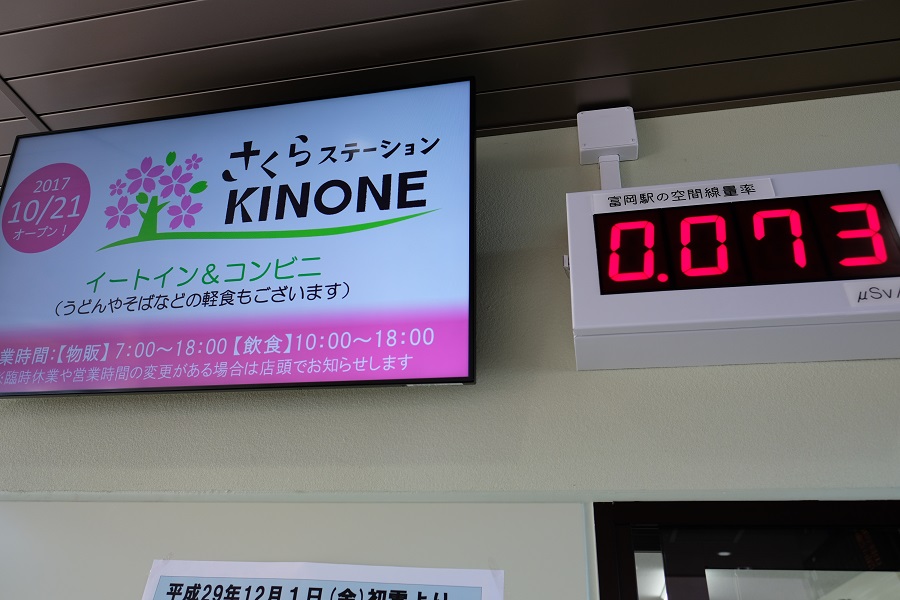 さくらステーション
KINONE
2017
10/21
オープン!
イートイン&コンビニ
(うどんやそばなどの軽食もございます)
業時間:【物販】7:00～18:00【飲食】10:00～18:00
※臨時休業や営業時間の変更がある場合は店頭でお知らせします
富岡駅の空間線量率
0.073
μSv/
平成29年12月1日(金)初電より